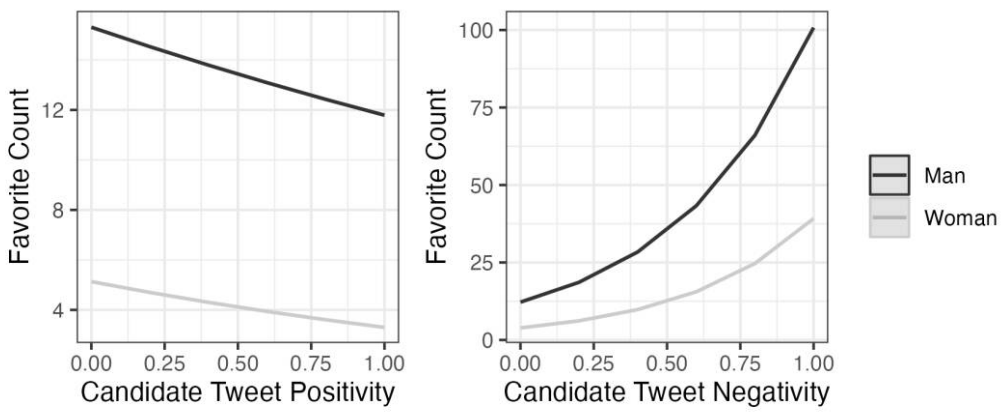 Favorite Count
12
8
4
0.00 0.25 0.50 0.75 1.00
Candidate Tweet Positivity
Favorite Count
100
75
50
25
0
0.00 0.25 0.50 0.75 1.00
Candidate Tweet Negativity
Man
Woman